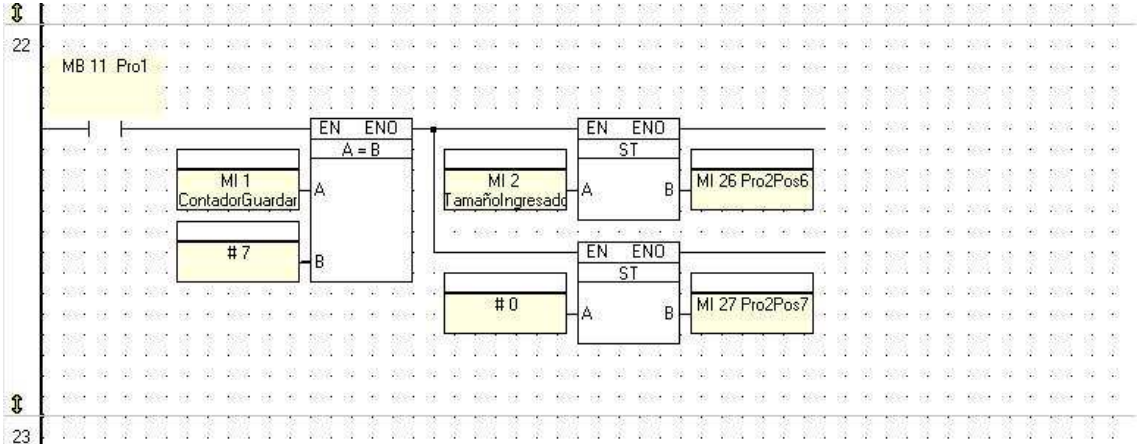 22
MB 11 Pro1
EN ENO
A = B
MI 1
ContadorGuardar
A
# 7
B
EN ENO
ST
MI 2
TamañoIngresado
A
B
MI 26 Pro2Pos6
EN ENO
ST
# 0
A
B
MI 27 Pro2Pos7
23